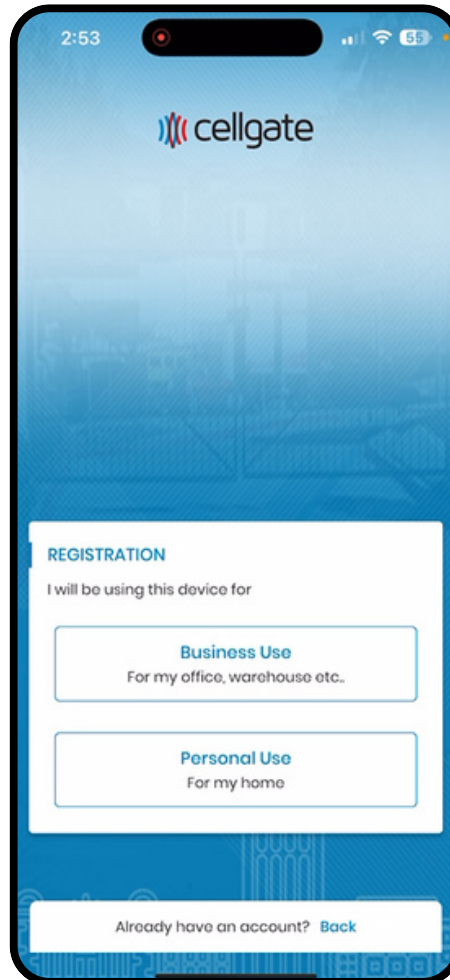 2:53
55
cellgate
REGISTRATION
I will be using this device for
Business Use
For my office, warehouse etc..
Personal Use
For my home
Already have an account? Back